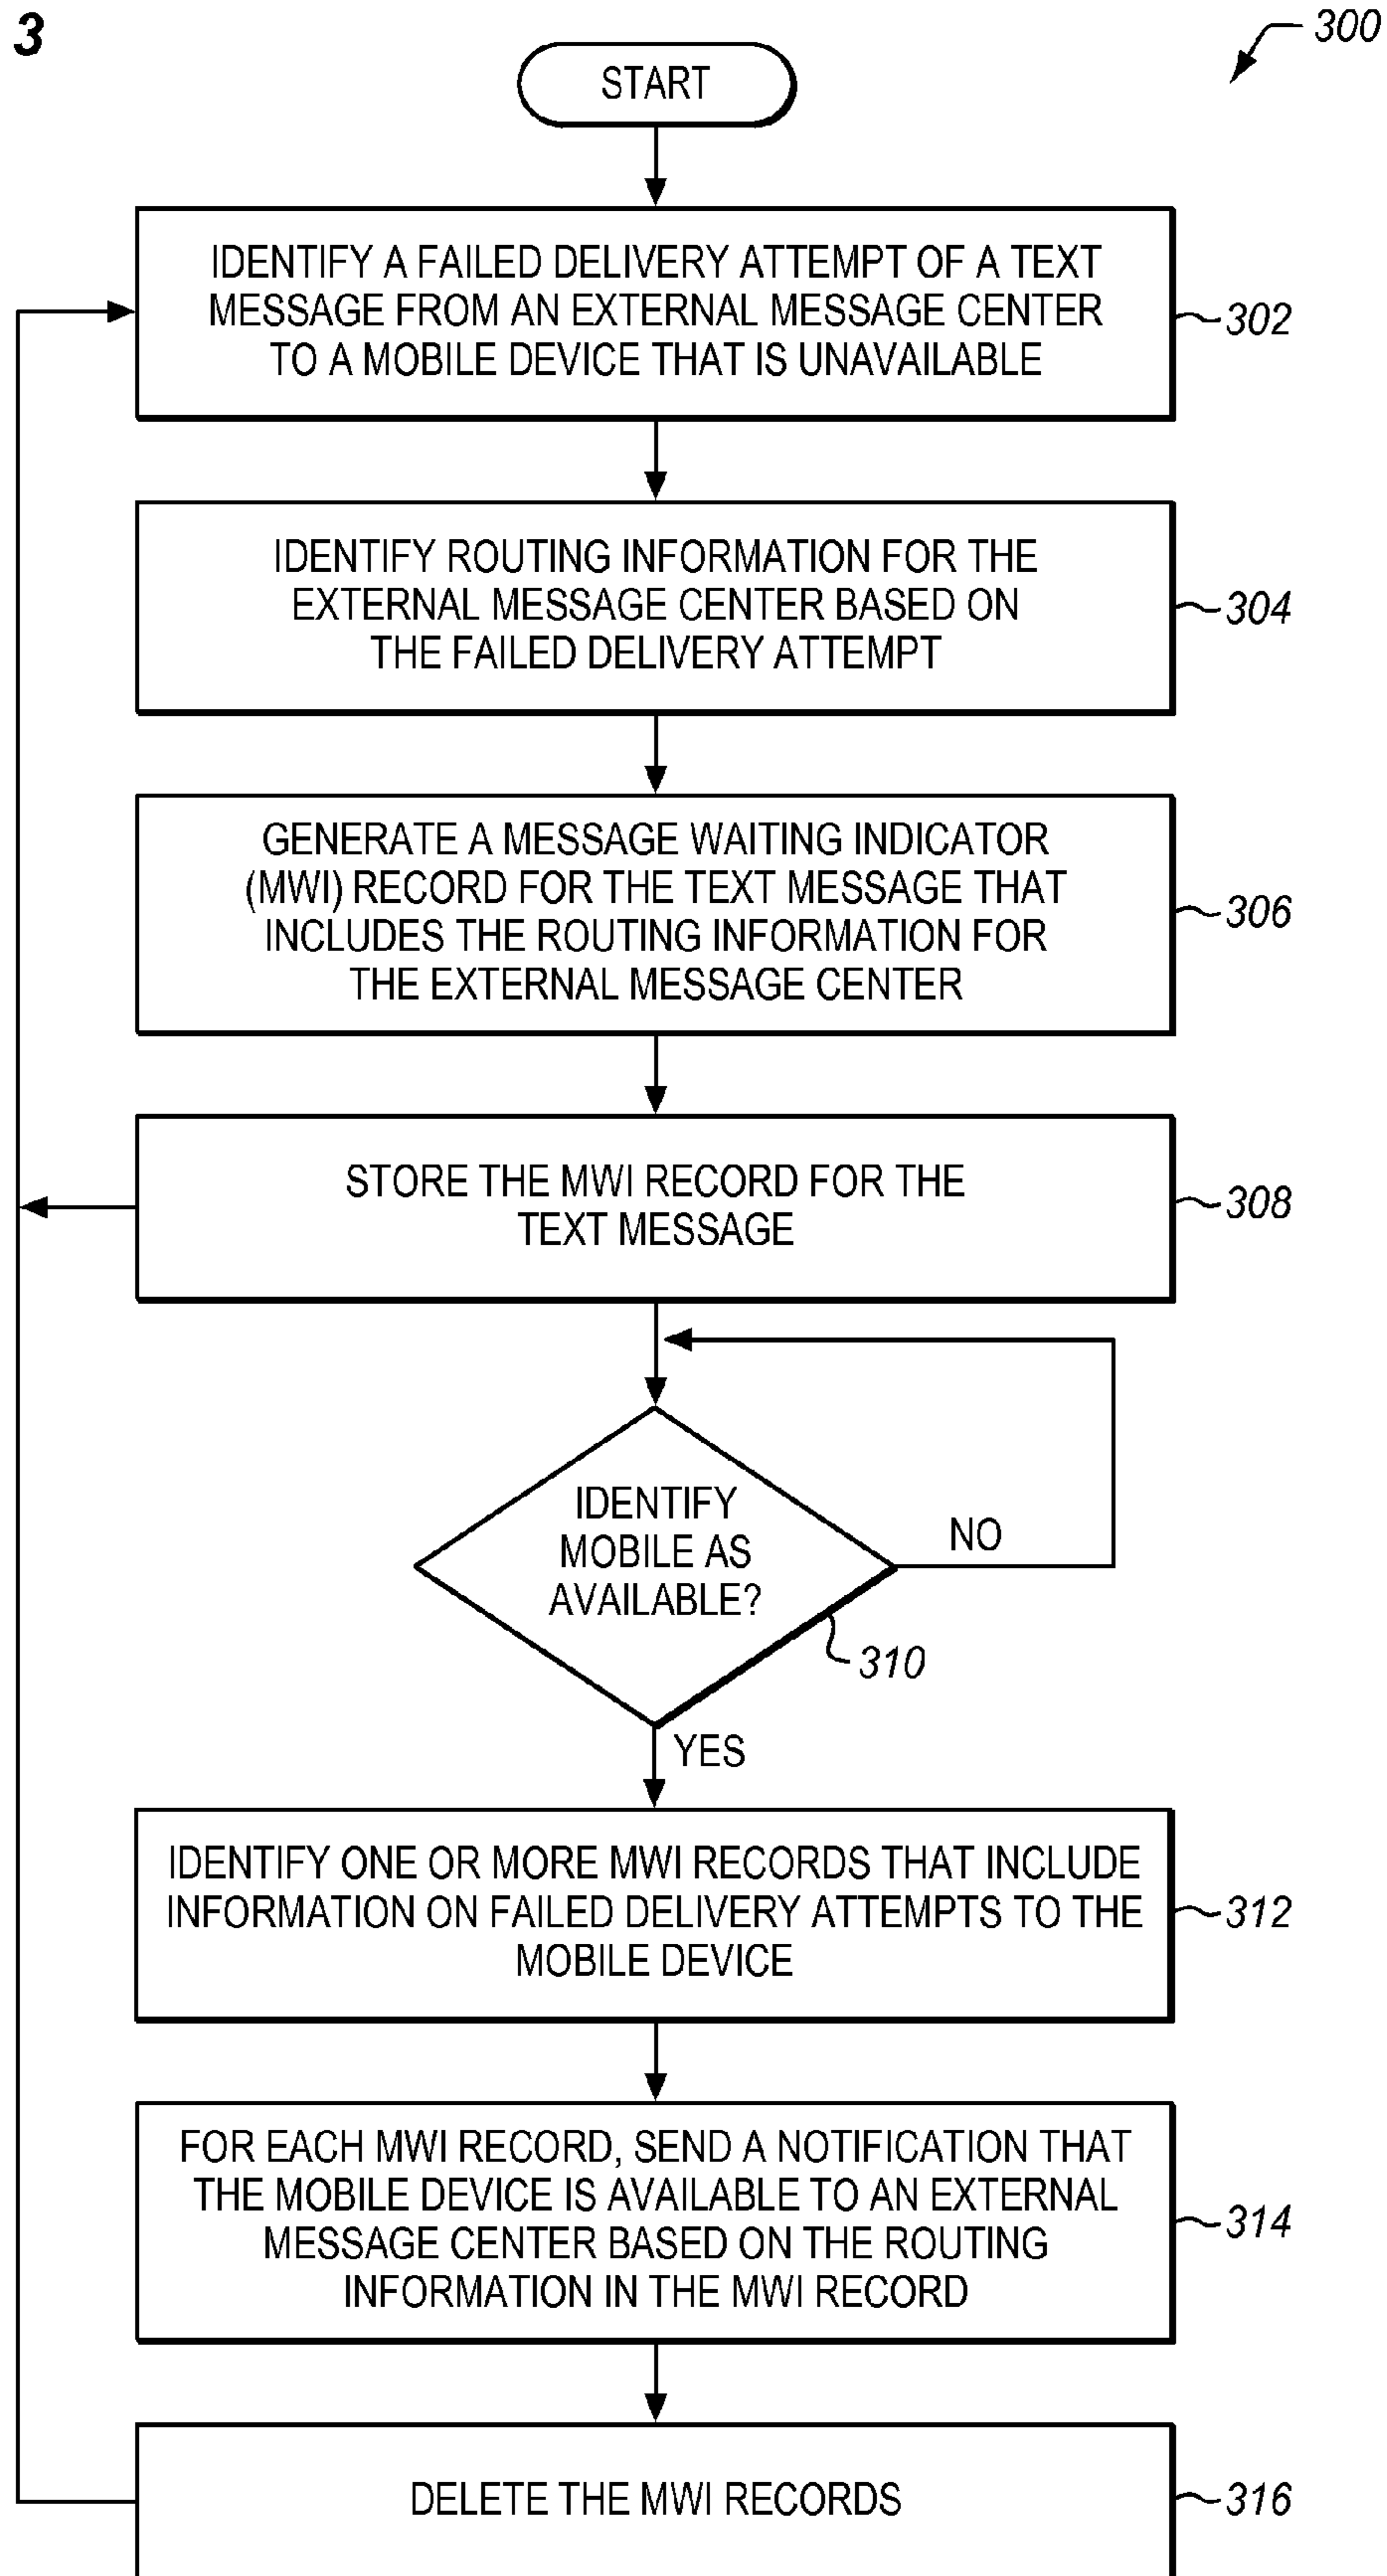 3
300
START
IDENTIFY A FAILED DELIVERY ATTEMPT OF A TEXT
MESSAGE FROM AN EXTERNAL MESSAGE CENTER
TO A MOBILE DEVICE THAT IS UNAVAILABLE
302
IDENTIFY ROUTING INFORMATION FOR THE
EXTERNAL MESSAGE CENTER BASED ON
THE FAILED DELIVERY ATTEMPT
304
GENERATE A MESSAGE WAITING INDICATOR
(MWI) RECORD FOR THE TEXT MESSAGE THAT
INCLUDES THE ROUTING INFORMATION FOR
THE EXTERNAL MESSAGE CENTER
306
STORE THE MWI RECORD FOR THE
TEXT MESSAGE
308
IDENTIFY
MOBILE AS
AVAILABLE?
NO
310
YES
IDENTIFY ONE OR MORE MWI RECORDS THAT INCLUDE
INFORMATION ON FAILED DELIVERY ATTEMPTS TO THE
MOBILE DEVICE
312
FOR EACH MWI RECORD, SEND A NOTIFICATION THAT
THE MOBILE DEVICE IS AVAILABLE TO AN EXTERNAL
MESSAGE CENTER BASED ON THE ROUTING
INFORMATION IN THE MWI RECORD
314
DELETE THE MWI RECORDS
316